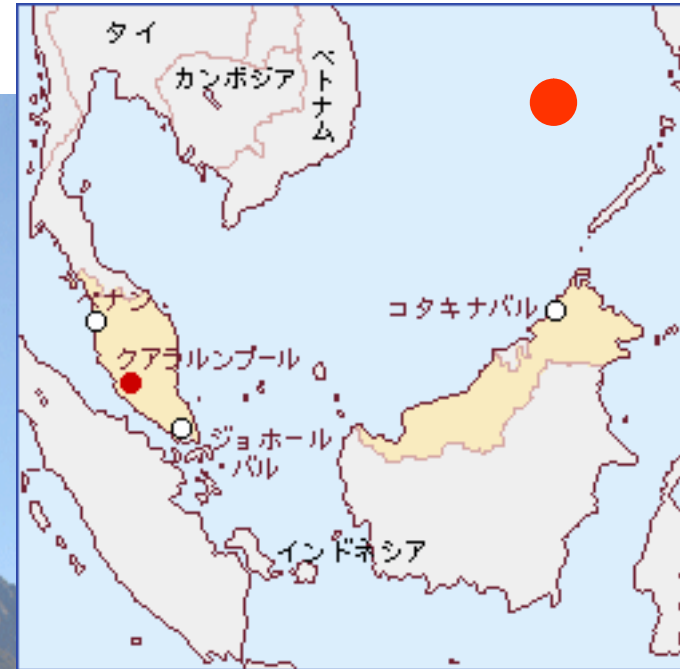 タイ
カンボジア
ベトナム
ペナン
コタキナバル
クアラルンプール
ジョホール
・バル
インドネシア